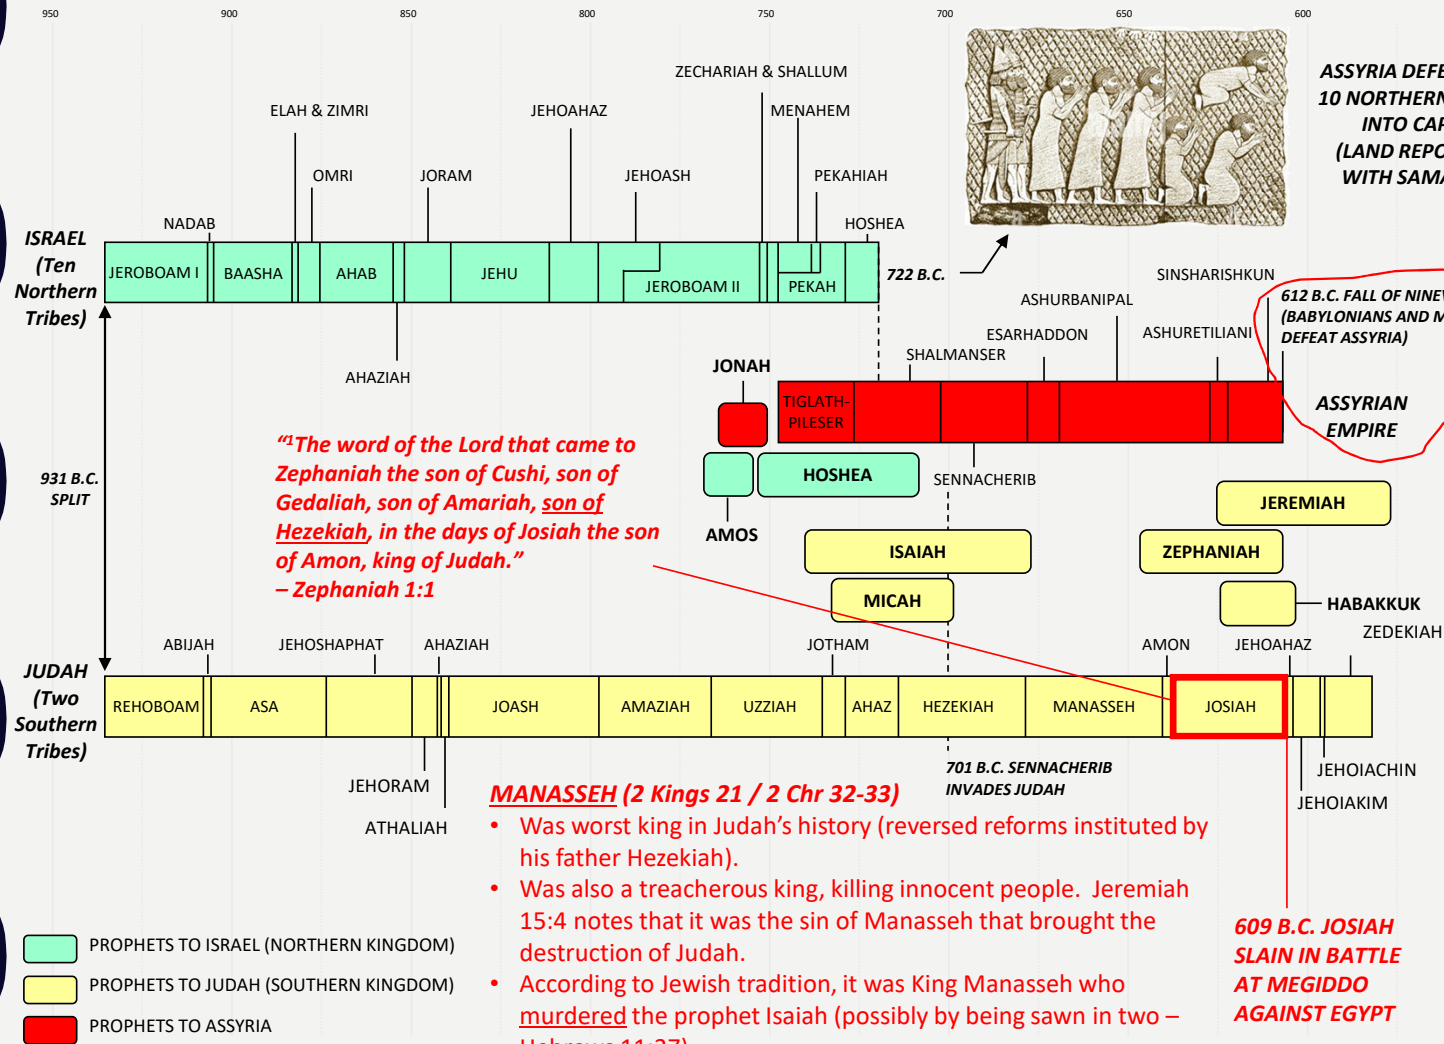 950 900 850 800 750 700 650 600
ZECHARIAH & SHALLUM
ELAH & ZIMRI JEHOAHAZ MENAHEM
OMRI JORAM JEHOASH PEKAHIAH
NADAB HOSHEA
ISRAEL
(Ten
Northern
Tribes)
JEROBOAM I BAASHA AHAB JEHU JEROBOAM II PEKAH
AHAZIAH
722 B.C.
ASSYRIA DEFE
10 NORTHERN
INTO CAP
(LAND REPO
WITH SAMA
SINSHARISHKUN
ASHURBANIPAL
ESARHADDON ASHURETILIANI
SHALMANSER
612 B.C. FALL OF NINEV
(BABYLONIANS AND M
DEFEAT ASSYRIA)
JONAH
TIGLATH-
PILESER
ASSYRIAN
EMPIRE
SENNACHERIB
HOSHEA
AMOS
JEREMIAH
ISAIAH ZEPHANIAH
MICAH HABAKKUK
931 B.C.
SPLIT
“1The word of the Lord that came to
Zephaniah the son of Cushi, son of
Gedaliah, son of Amariah, son of
Hezekiah, in the days of Josiah the son
of Amon, king of Judah.”
– Zephaniah 1:1
ZEDEKIAH
ABIJAH JEHOSHAPHAT AHAZIAH JOTHAM AMON JEHOAHAZ
JUDAH
(Two
Southern
Tribes)
REHOBOAM ASA JOASH AMAZIAH UZZIAH AHAZ HEZEKIAH MANASSEH JOSIAH
JEHORAM
ATHALIAH
701 B.C. SENNACHERIB
INVADES JUDAH
JEHOIACHIN
JEHOIAKIM
MANASSEH (2 Kings 21 / 2 Chr 32-33)
• Was worst king in Judah’s history (reversed reforms instituted by
his father Hezekiah).
• Was also a treacherous king, killing innocent people. Jeremiah
15:4 notes that it was the sin of Manasseh that brought the
destruction of Judah.
• According to Jewish tradition, it was King Manasseh who
murdered the prophet Isaiah (possibly by being sawn in two –
Hebrews 11:37)
609 B.C. JOSIAH
SLAIN IN BATTLE
AT MEGIDDO
AGAINST EGYPT
PROPHETS TO ISRAEL (NORTHERN KINGDOM)
PROPHETS TO JUDAH (SOUTHERN KINGDOM)
PROPHETS TO ASSYRIA